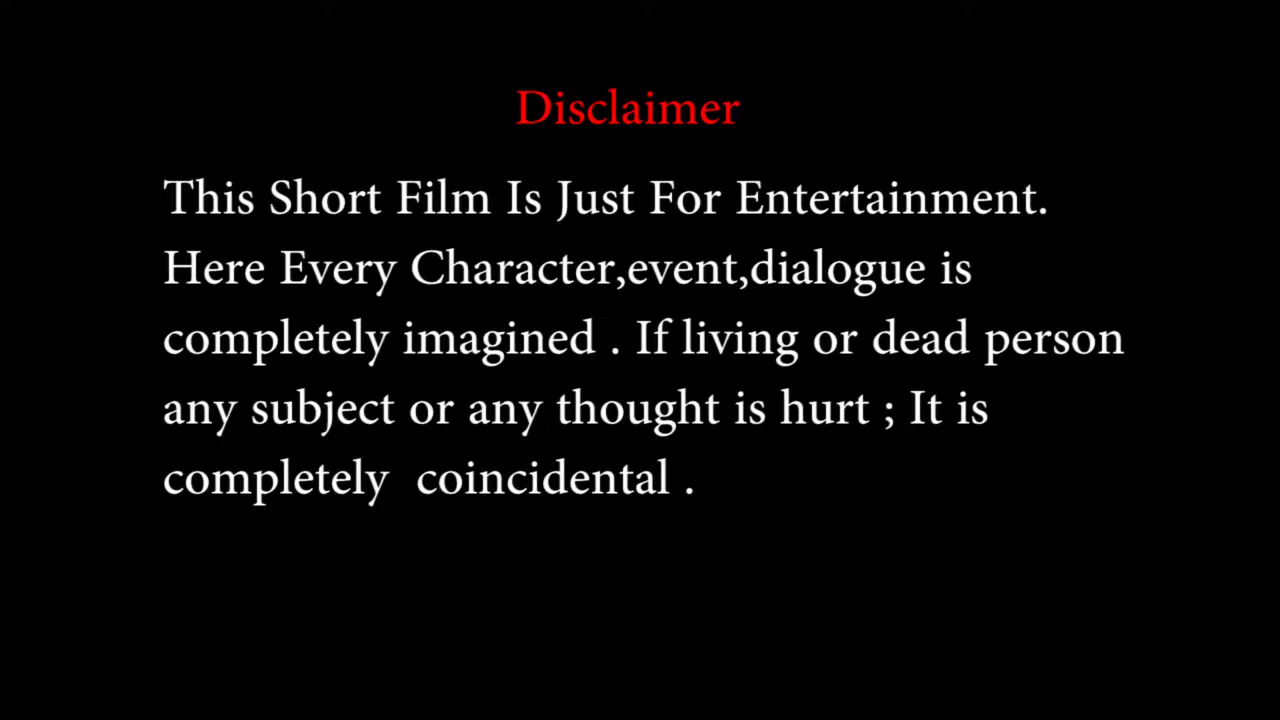 Disclaimer
This Short Film Is Just For Entertainment.
Here Every Character,event,dialogue is
completely imagined . If living or dead person
any subject or any thought is hurt ; It is
completely  coincidental .